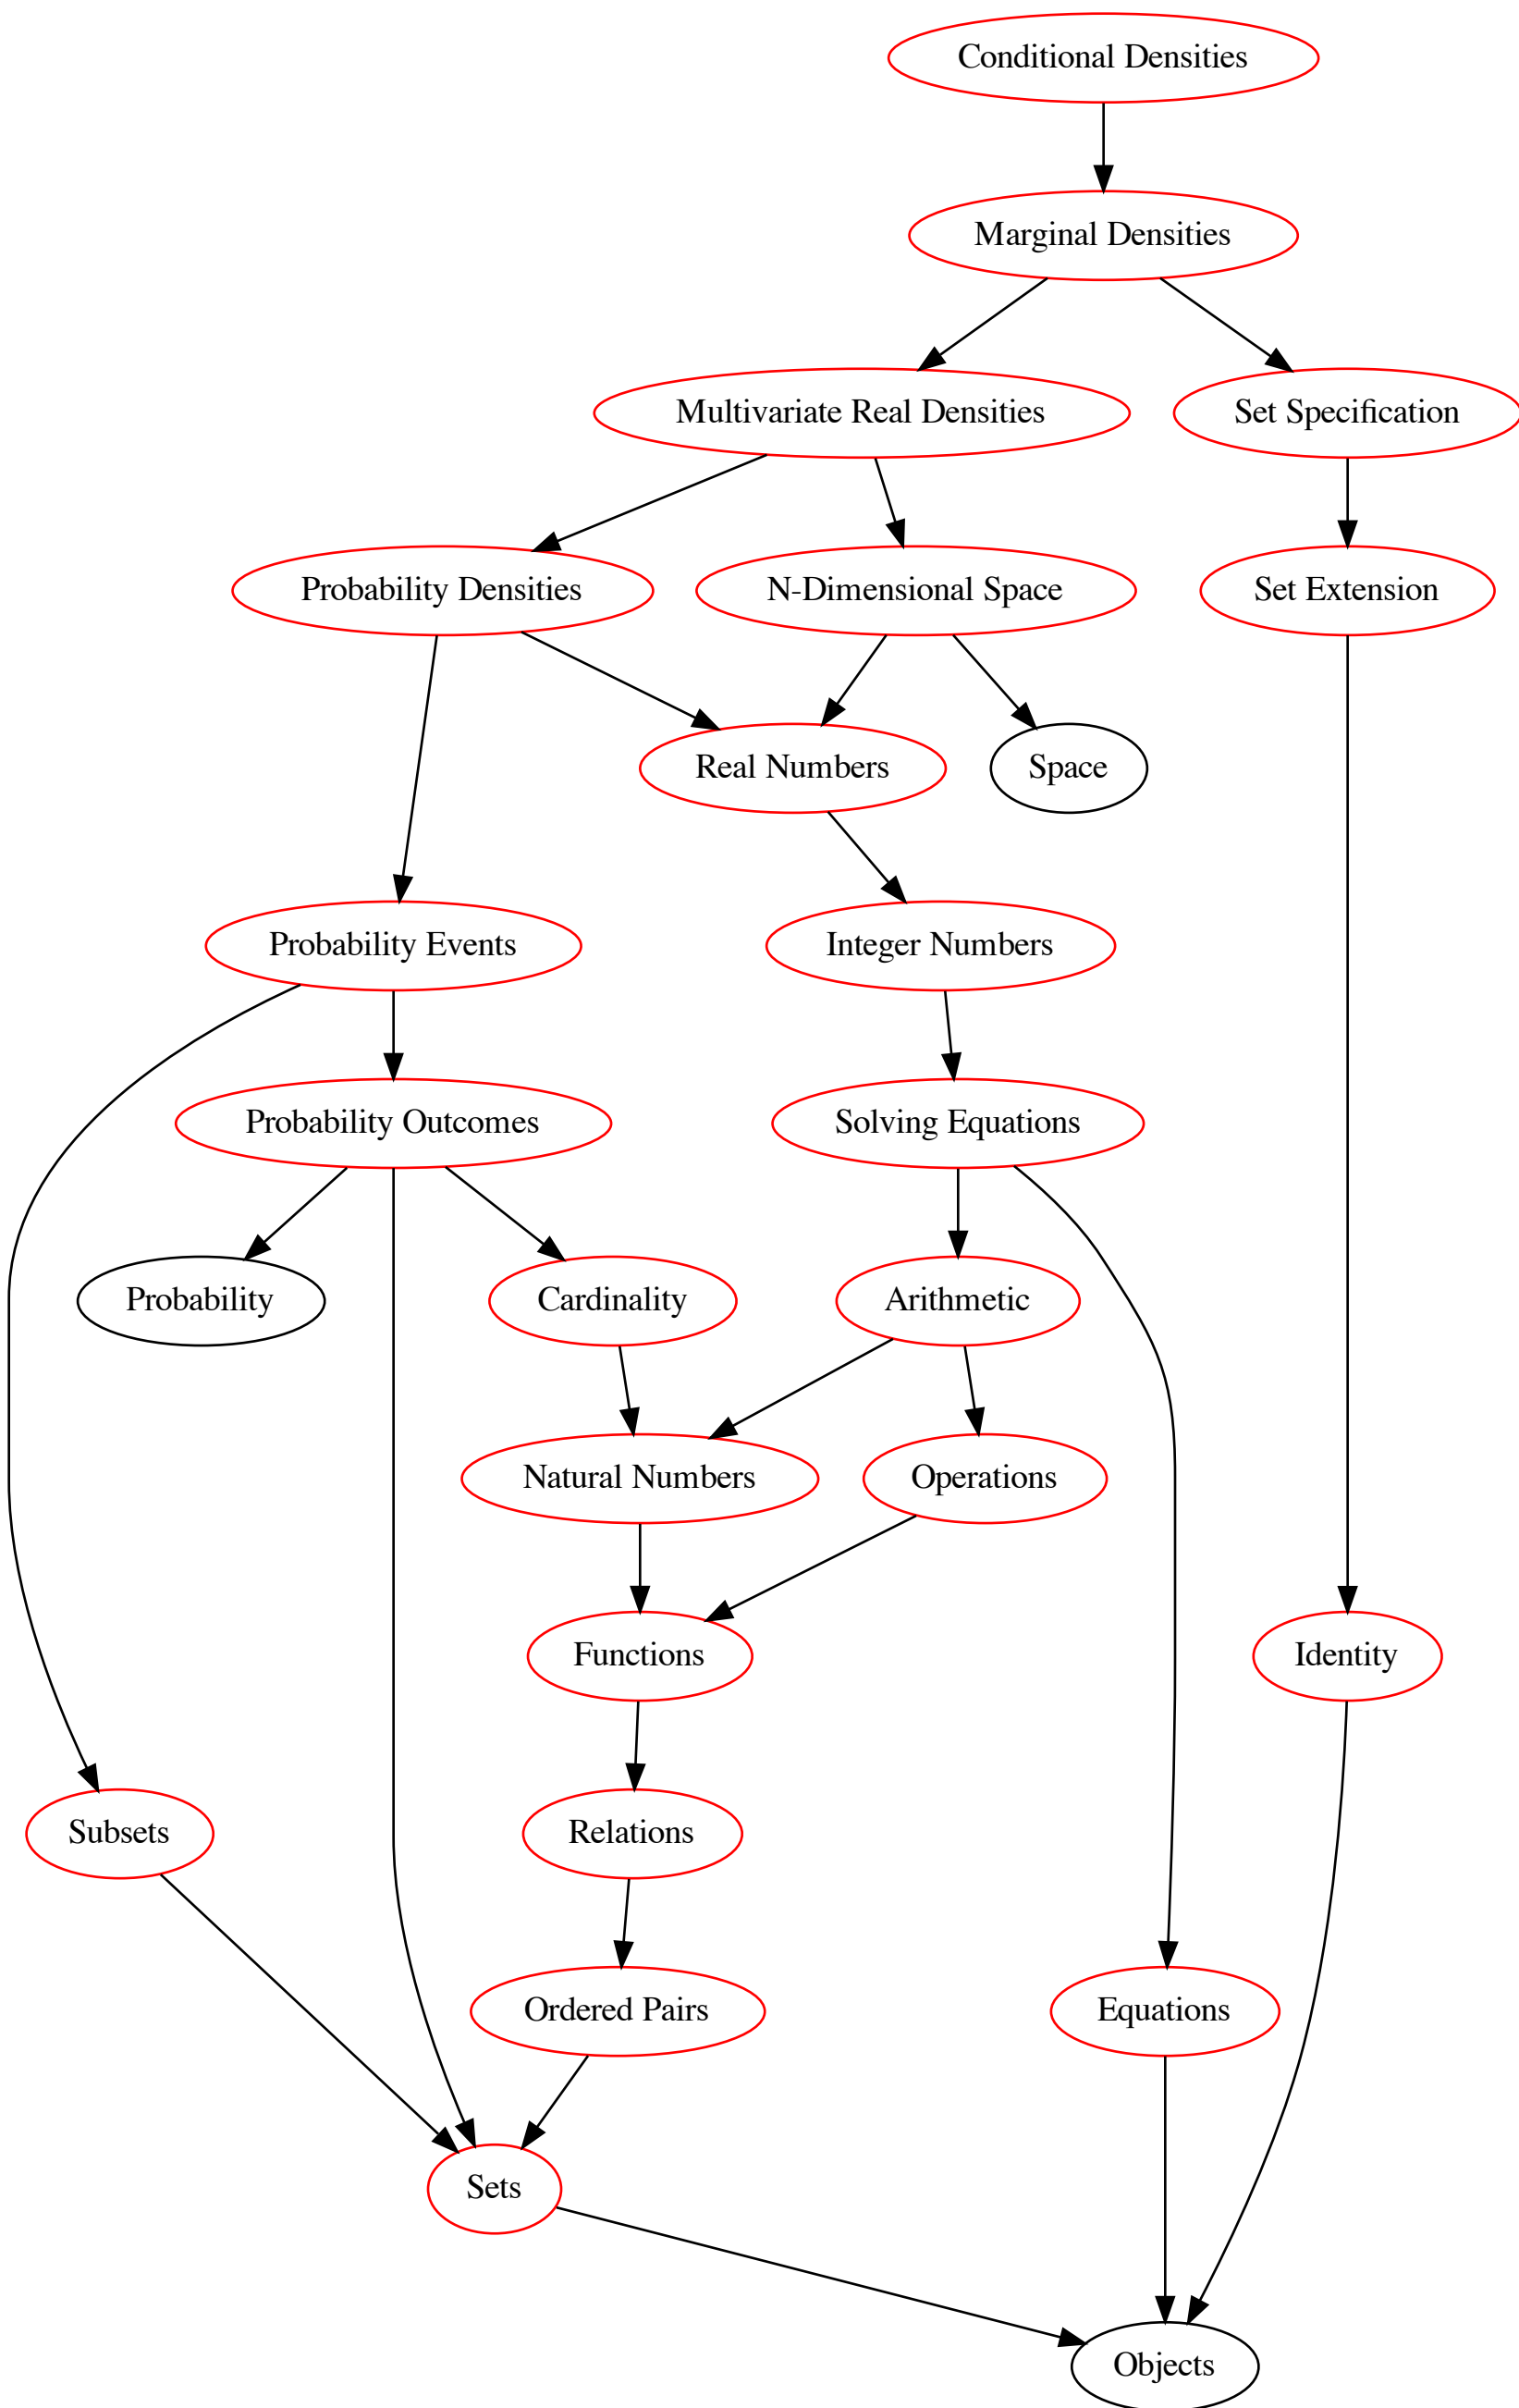 Conditional Densities
Marginal Densities
Multivariate Real Densities
Set Specification
Probability Densities
N-Dimensional Space
Set Extension
Real Numbers
Space
Probability Events
Integer Numbers
Probability Outcomes
Solving Equations
Probability
Cardinality
Arithmetic
Natural Numbers
Operations
Functions
Identity
Subsets
Relations
Ordered Pairs
Equations
Sets
Objects